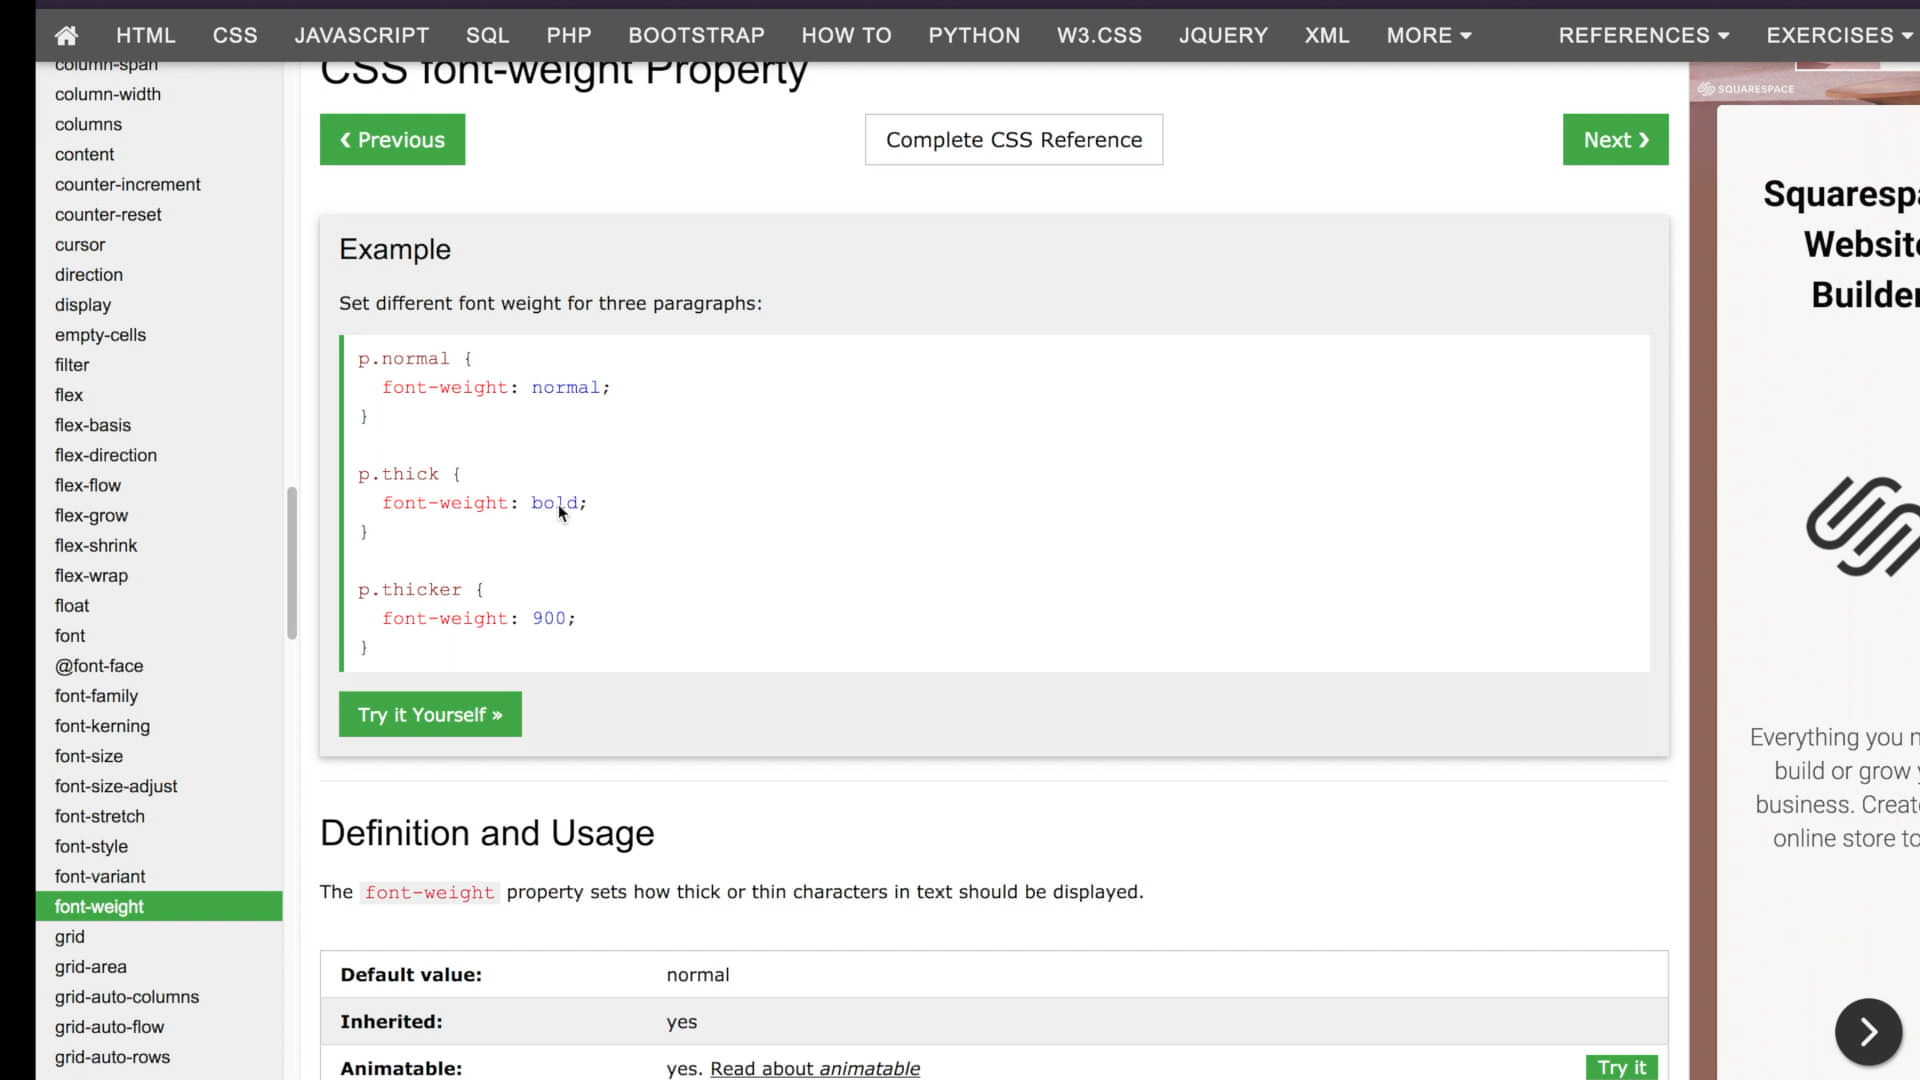 HTML CSS JAVASCRIPT SQL PHP BOOTSTRAP HOW TO PYTHON W3.CSS JQUERY XML MORE REFERENCES EXERCISES
column-span
column-width
columns
content
counter-increment
counter-reset
cursor
direction
display
empty-cells
filter
flex
flex-basis
flex-direction
flex-flow
flex-grow
flex-shrink
flex-wrap
float
font
@font-face
font-family
font-kerning
font-size
font-size-adjust
font-stretch
font-style
font-variant
font-weight
grid
grid-area
grid-auto-columns
grid-auto-flow
grid-auto-rows
CSS font-weight Property
❮ Previous
Complete CSS Reference
Next ❯
Example
Set different font weight for three paragraphs:
p.normal {
font-weight: normal;
}
p.thick {
font-weight: bold;
}
p.thicker {
font-weight: 900;
}
Try it Yourself »
Definition and Usage
The font-weight property sets how thick or thin characters in text should be displayed.
Default value: normal
Inherited: yes
Animatable: yes. Read about animatable Try it
SQUARESPACE
Squarespa
Website
Builder
Everything you n
build or grow y
business. Create
online store to